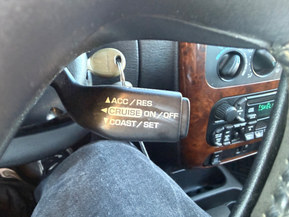 ▲ACC/RES
◄CRUISE ON/OFF
▼COAST/SET